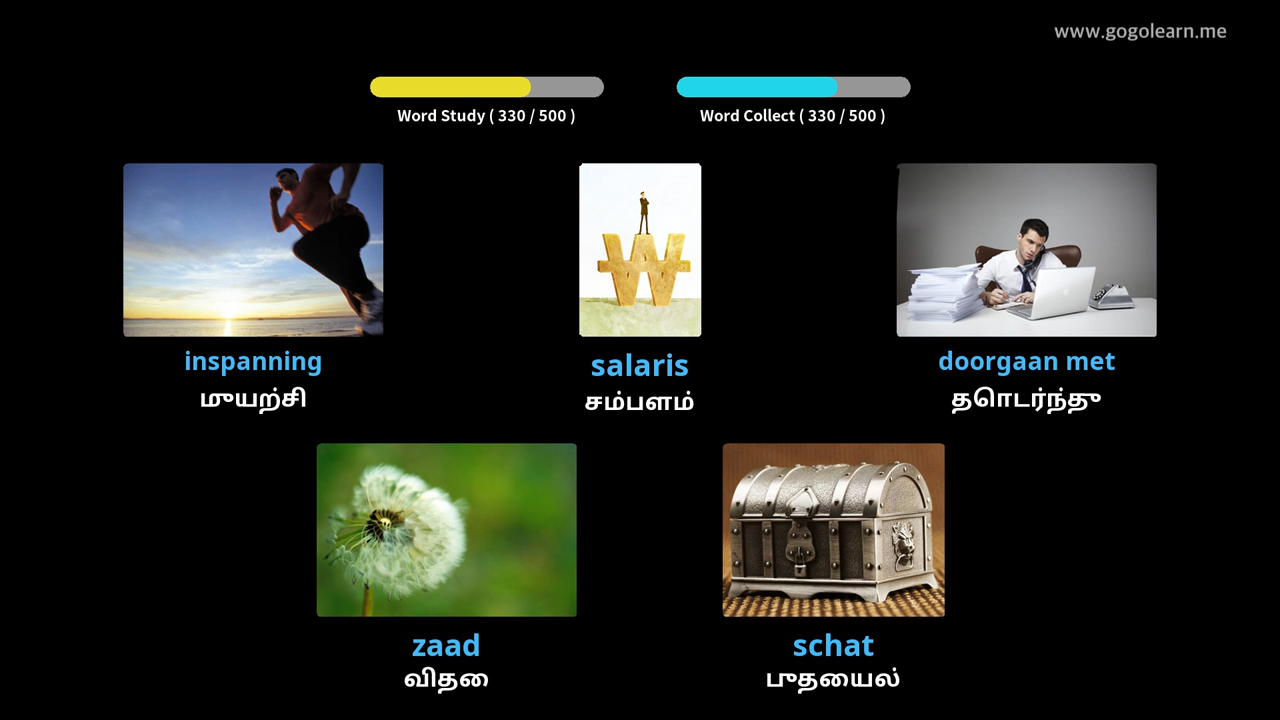 www.gogolearn.me
Word Study ( 330 / 500 )
Word Collect ( 330 / 500 )
inspanning
முயற்சி
salaris
சம்பளம்
doorgaan met
தொடர்ந்து
zaad
விதை
schat
புதையல்